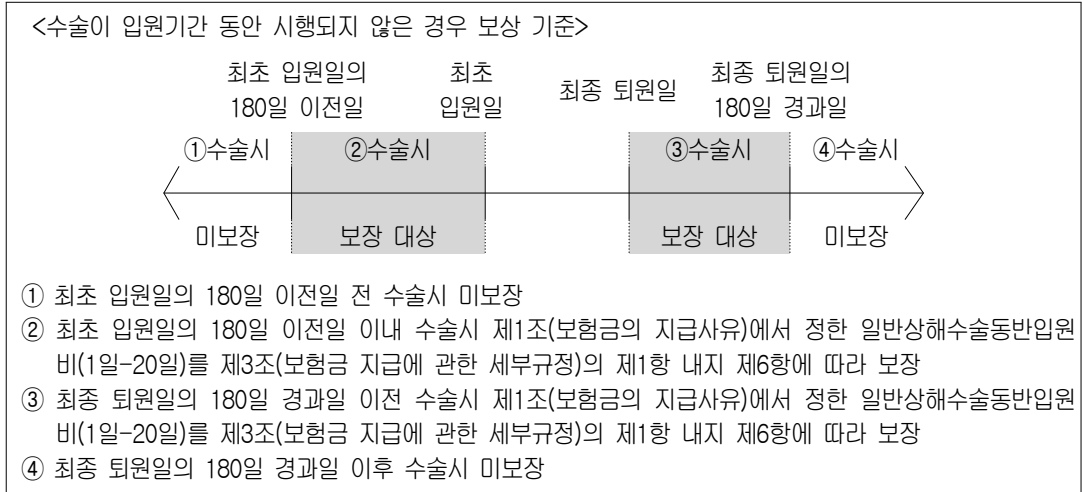 <수술이 입원기간 동안 시행되지 않은 경우 보상 기준>
최초 입원일의 180일 이전일
최초 입원일
최종 퇴원일
최종 퇴원일의 180일 경과일
①수술시 ②수술시 ③수술시 ④수술시
미보장 보장 대상 보장 대상 미보장
① 최초 입원일의 180일 이전일 전 수술시 미보장
② 최초 입원일의 180일 이전일 이내 수술시 제1조(보험금의 지급사유)에서 정한 일반상해수술동반입원
비(1일-20일)를 제3조(보험금 지급에 관한 세부규정)의 제1항 내지 제6항에 따라 보장
③ 최종 퇴원일의 180일 경과일 이전 수술시 제1조(보험금의 지급사유)에서 정한 일반상해수술동반입원
비(1일-20일)를 제3조(보험금 지급에 관한 세부규정)의 제1항 내지 제6항에 따라 보장
④ 최종 퇴원일의 180일 경과일 이후 수술시 미보장